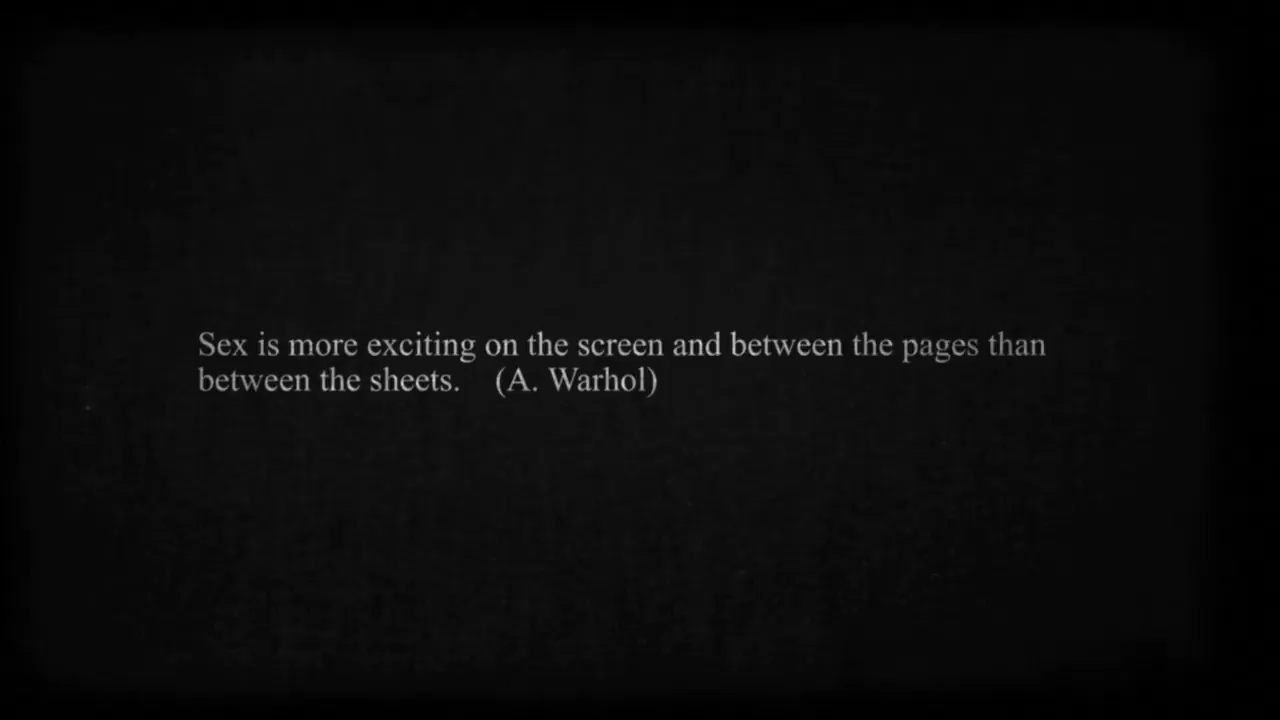 Sex is more exciting on the screen and between the pages than
between the sheets. (A. Warhol)